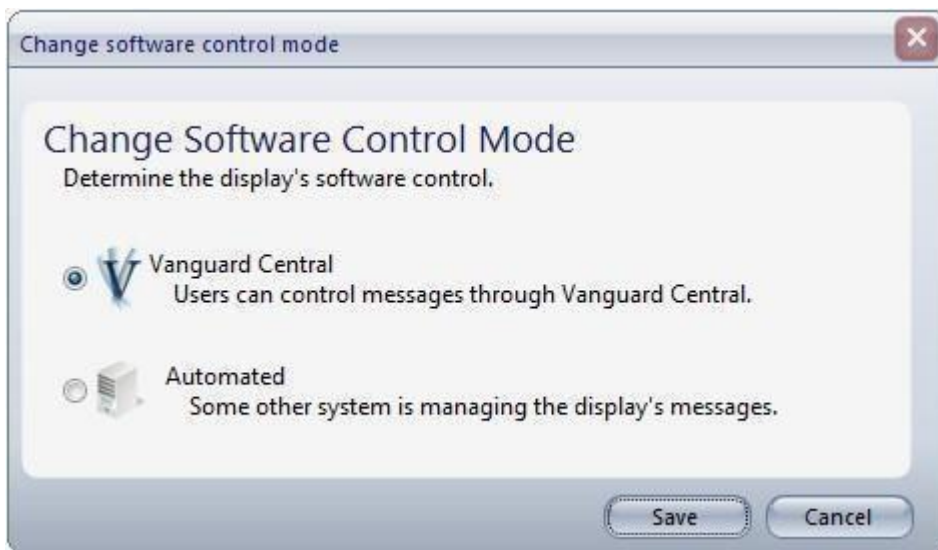 Change software control mode
Change Software Control Mode
Determine the display's software control.
Vanguard Central
Users can control messages through Vanguard Central.
Automated
Some other system is managing the display's messages.
Save
Cancel